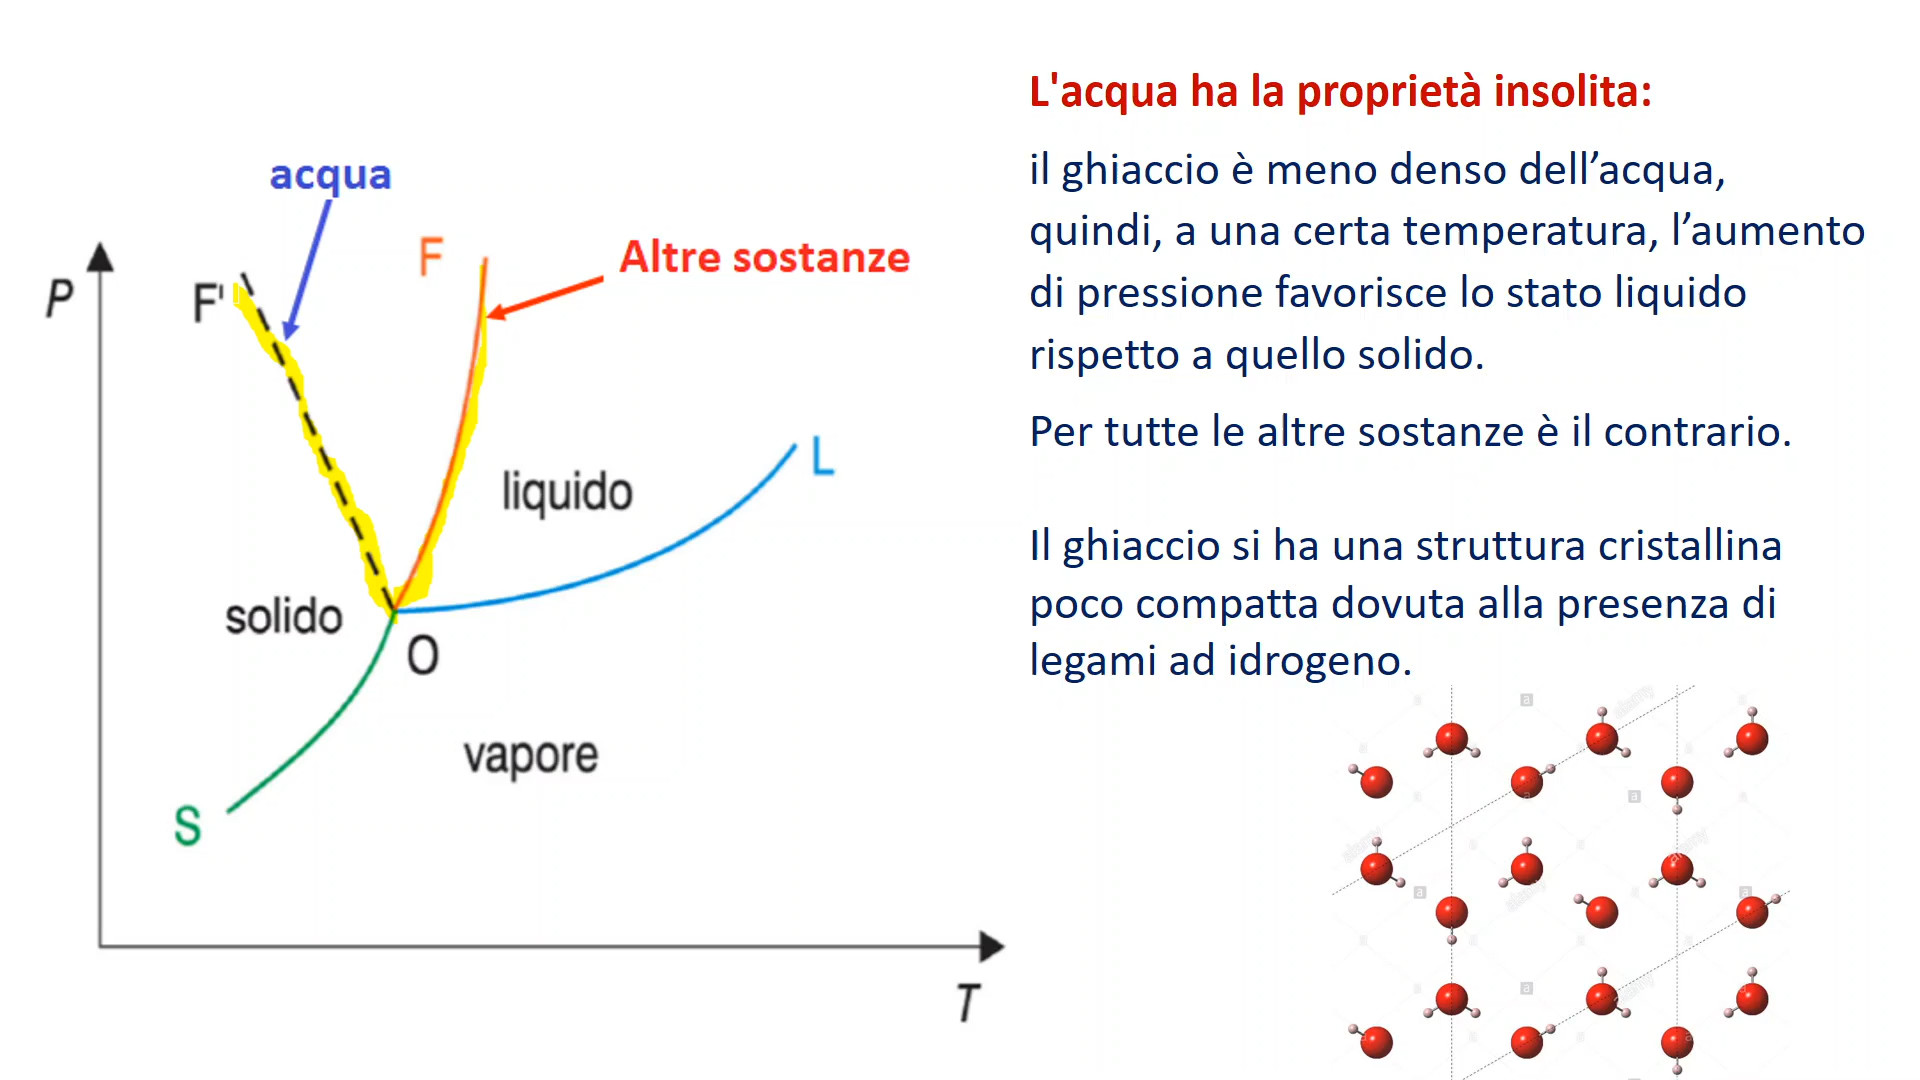 L'acqua ha la proprietà insolita:
il ghiaccio è meno denso dell’acqua,
quindi, a una certa temperatura, l’aumento
di pressione favorisce lo stato liquido
rispetto a quello solido.
Per tutte le altre sostanze è il contrario.
Il ghiaccio si ha una struttura cristallina
poco compatta dovuta alla presenza di
legami ad idrogeno.
acqua
F
Altre sostanze
P
F'
L
liquido
solido
O
vapore
S
T
a
alamy